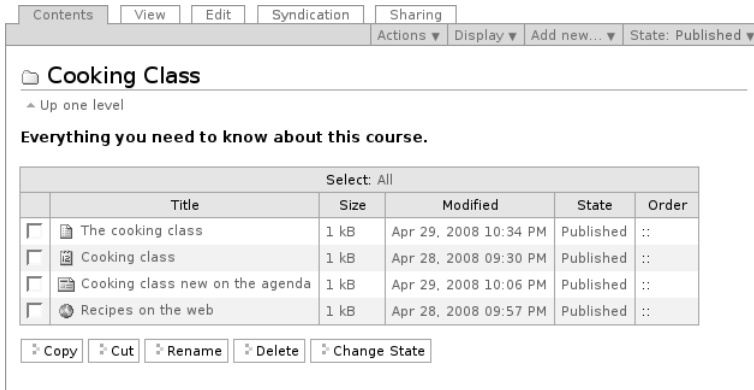 Contents View Edit Syndication Sharing
Actions ▼ Display ▼ Add new... ▼ State: Published ▼
Cooking Class
Up one level
Everything you need to know about this course.
Select: All
Title Size Modified State Order
The cooking class 1 kB Apr 29, 2008 10:34 PM Published ::
Cooking class 1 kB Apr 28, 2008 09:30 PM Published ::
Cooking class new on the agenda 1 kB Apr 29, 2008 10:06 PM Published ::
Recipes on the web 1 kB Apr 28, 2008 09:57 PM Published ::
Copy Cut Rename Delete Change State